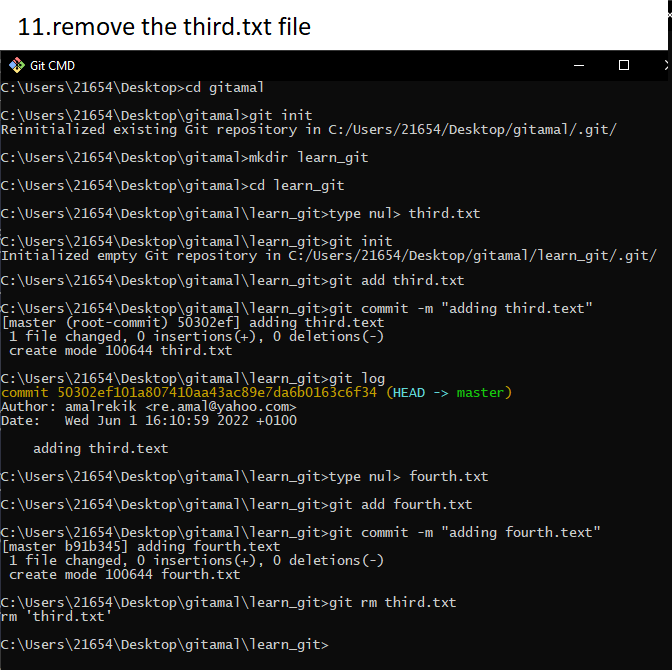 11.remove the third.txt file
Git CMD
C:\Users\21654\Desktop>cd gitamal
C:\Users\21654\Desktop\gitamal>git init
Reinitialized existing Git repository in C:/Users/21654/Desktop/gitamal/.git/
C:\Users\21654\Desktop\gitamal>mkdir learn_git
C:\Users\21654\Desktop\gitamal>cd learn_git
C:\Users\21654\Desktop\gitamal\learn_git>type nul> third.txt
C:\Users\21654\Desktop\gitamal\learn_git>git init
Initialized empty Git repository in C:/Users/21654/Desktop/gitamal/learn_git/.git/
C:\Users\21654\Desktop\gitamal\learn_git>git add third.txt
C:\Users\21654\Desktop\gitamal\learn_git>git commit -m "adding third.text"
[master (root-commit) 50302ef] adding third.text
 1 file changed, 0 insertions(+), 0 deletions(-)
 create mode 100644 third.txt
C:\Users\21654\Desktop\gitamal\learn_git>git log
commit 50302ef101a807410aa43ac89e7da6b0163c6f34 (HEAD -> master)
Author: amalrekik <re.amal@yahoo.com>
Date:   Wed Jun 1 16:10:59 2022 +0100
    adding third.text
C:\Users\21654\Desktop\gitamal\learn_git>type nul> fourth.txt
C:\Users\21654\Desktop\gitamal\learn_git>git add fourth.txt
C:\Users\21654\Desktop\gitamal\learn_git>git commit -m "adding fourth.text"
[master b91b345] adding fourth.text
 1 file changed, 0 insertions(+), 0 deletions(-)
 create mode 100644 fourth.txt
C:\Users\21654\Desktop\gitamal\learn_git>git rm third.txt
rm 'third.txt'
C:\Users\21654\Desktop\gitamal\learn_git>